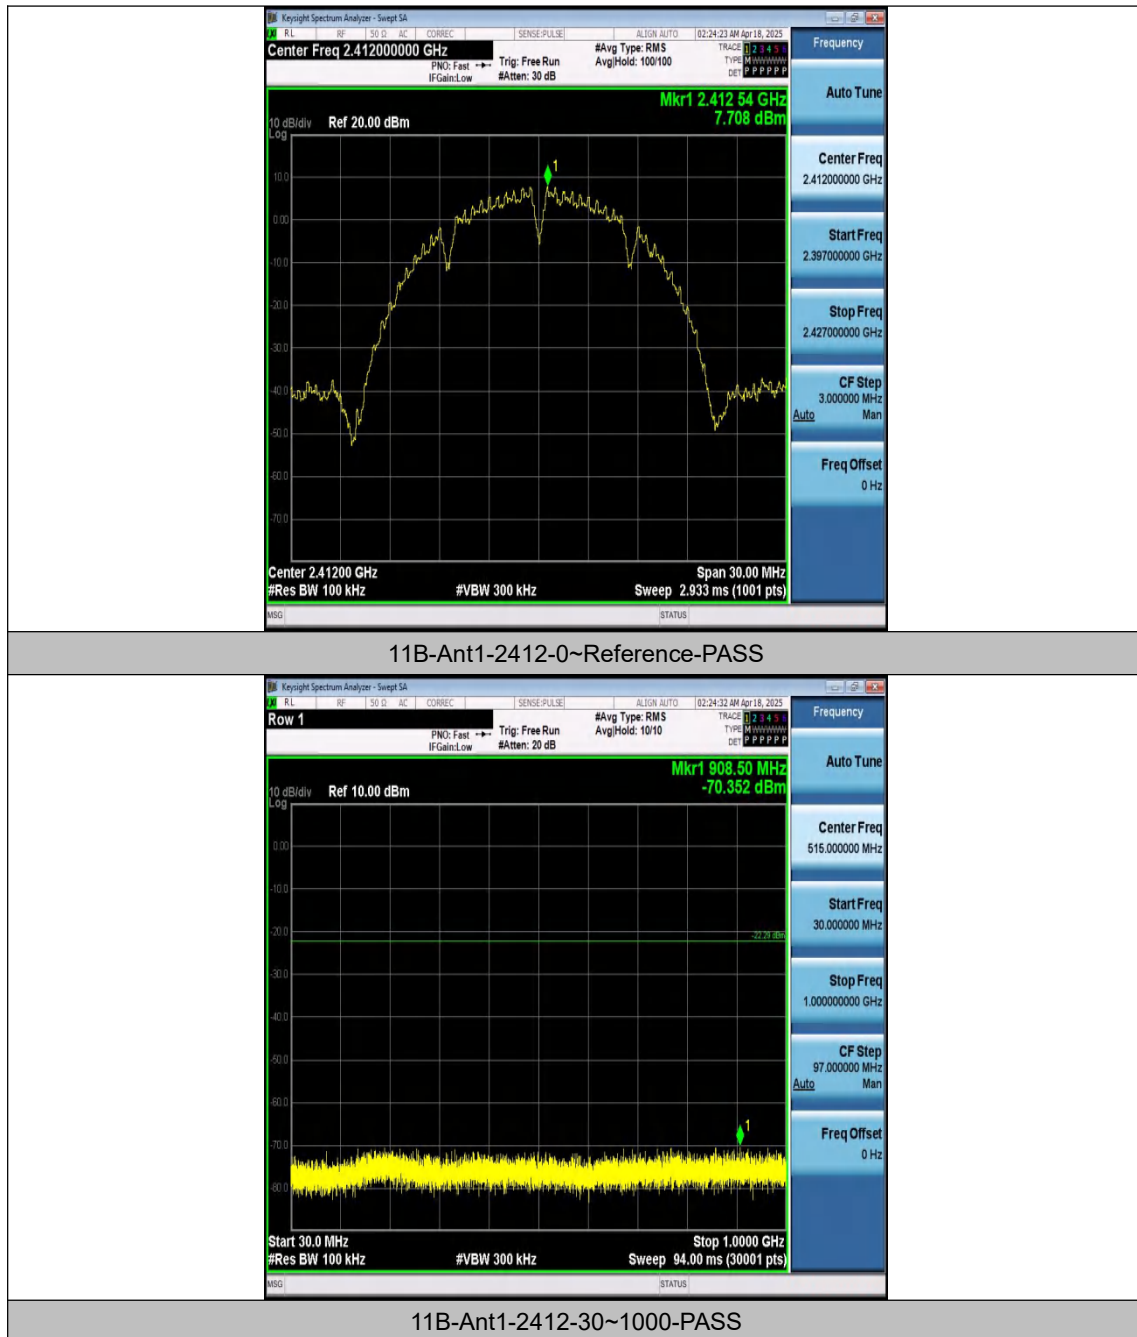 Keysight Spectrum Analyzer - Swept SA
RL RF 50 Ω AC CORREC SENSE:PULSE ALIGN AUTO 02:24:23 AM Apr 18, 2025
Center Freq 2.412000000 GHz
PNO: Fast
IFGain:Low
Trig: Free Run
#Atten: 30 dB
#Avg Type: RMS
Avg|Hold: 100/100
TRACE 1 2 3 4 5 6
TYPE M WWWWW
DET P P P P P P
Frequency
Mkr1 2.412 54 GHz
7.708 dBm
10 dB/div Ref 20.00 dBm
Log
1
10.0
0.00
-10.0
-20.0
-30.0
-40.0
-50.0
-60.0
-70.0
Center 2.41200 GHz Span 30.00 MHz
#Res BW 100 kHz #VBW 300 kHz Sweep 2.933 ms (1001 pts)
MSG STATUS
Auto Tune
Center Freq
2.412000000 GHz
Start Freq
2.397000000 GHz
Stop Freq
2.427000000 GHz
CF Step
3.000000 MHz
Auto Man
Freq Offset
0 Hz
11B-Ant1-2412-0~Reference-PASS
Keysight Spectrum Analyzer - Swept SA
RL RF 50 Ω AC CORREC SENSE:PULSE ALIGN AUTO 02:24:32 AM Apr 18, 2025
Row 1
PNO: Fast
IFGain:Low
Trig: Free Run
#Atten: 20 dB
#Avg Type: RMS
Avg|Hold: 10/10
TRACE 1 2 3 4 5 6
TYPE M WWWWW
DET P P P P P P
Frequency
Mkr1 908.50 MHz
-70.352 dBm
10 dB/div Ref 10.00 dBm
Log
0.00
-10.0
-20.0
-22.29 dBm
-30.0
-40.0
-50.0
-60.0
1
-70.0
-80.0
Start 30.0 MHz Stop 1.0000 GHz
#Res BW 100 kHz #VBW 300 kHz Sweep 94.00 ms (30001 pts)
MSG STATUS
Auto Tune
Center Freq
515.000000 MHz
Start Freq
30.000000 MHz
Stop Freq
1.000000000 GHz
CF Step
97.000000 MHz
Auto Man
Freq Offset
0 Hz
11B-Ant1-2412-30~1000-PASS